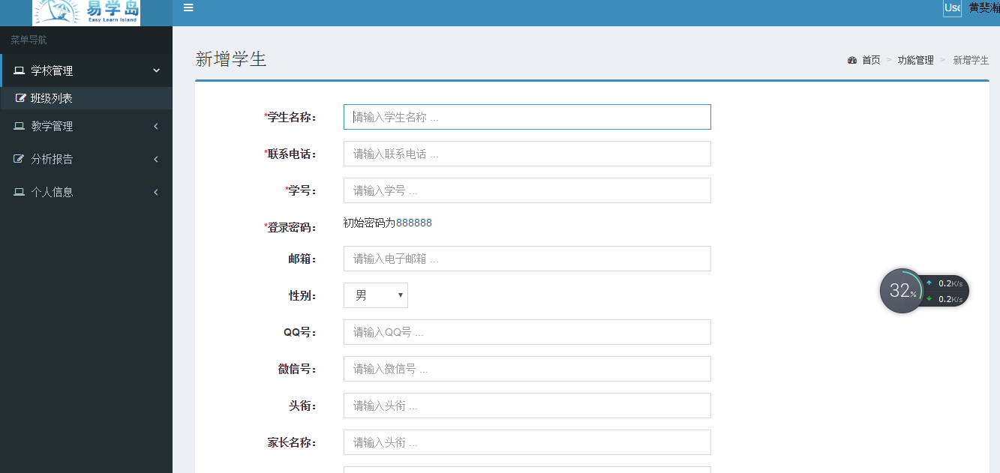 易学岛
Easy Learn Island
Use
黄斐瀚
菜单导航
学校管理
班级列表
教学管理
分析报告
个人信息
新增学生
首页 > 功能管理 > 新增学生
*学生名称： 请输入学生名称 ...
*联系电话： 请输入联系电话 ...
*学号： 请输入学号 ...
*登录密码： 初始密码为888888
邮箱： 请输入电子邮箱 ...
性别： 男
QQ号： 请输入QQ号 ...
微信号： 请输入微信号 ...
头衔： 请输入头衔 ...
家长名称： 请输入头衔 ...
32%
0.2K/s
0.2K/s